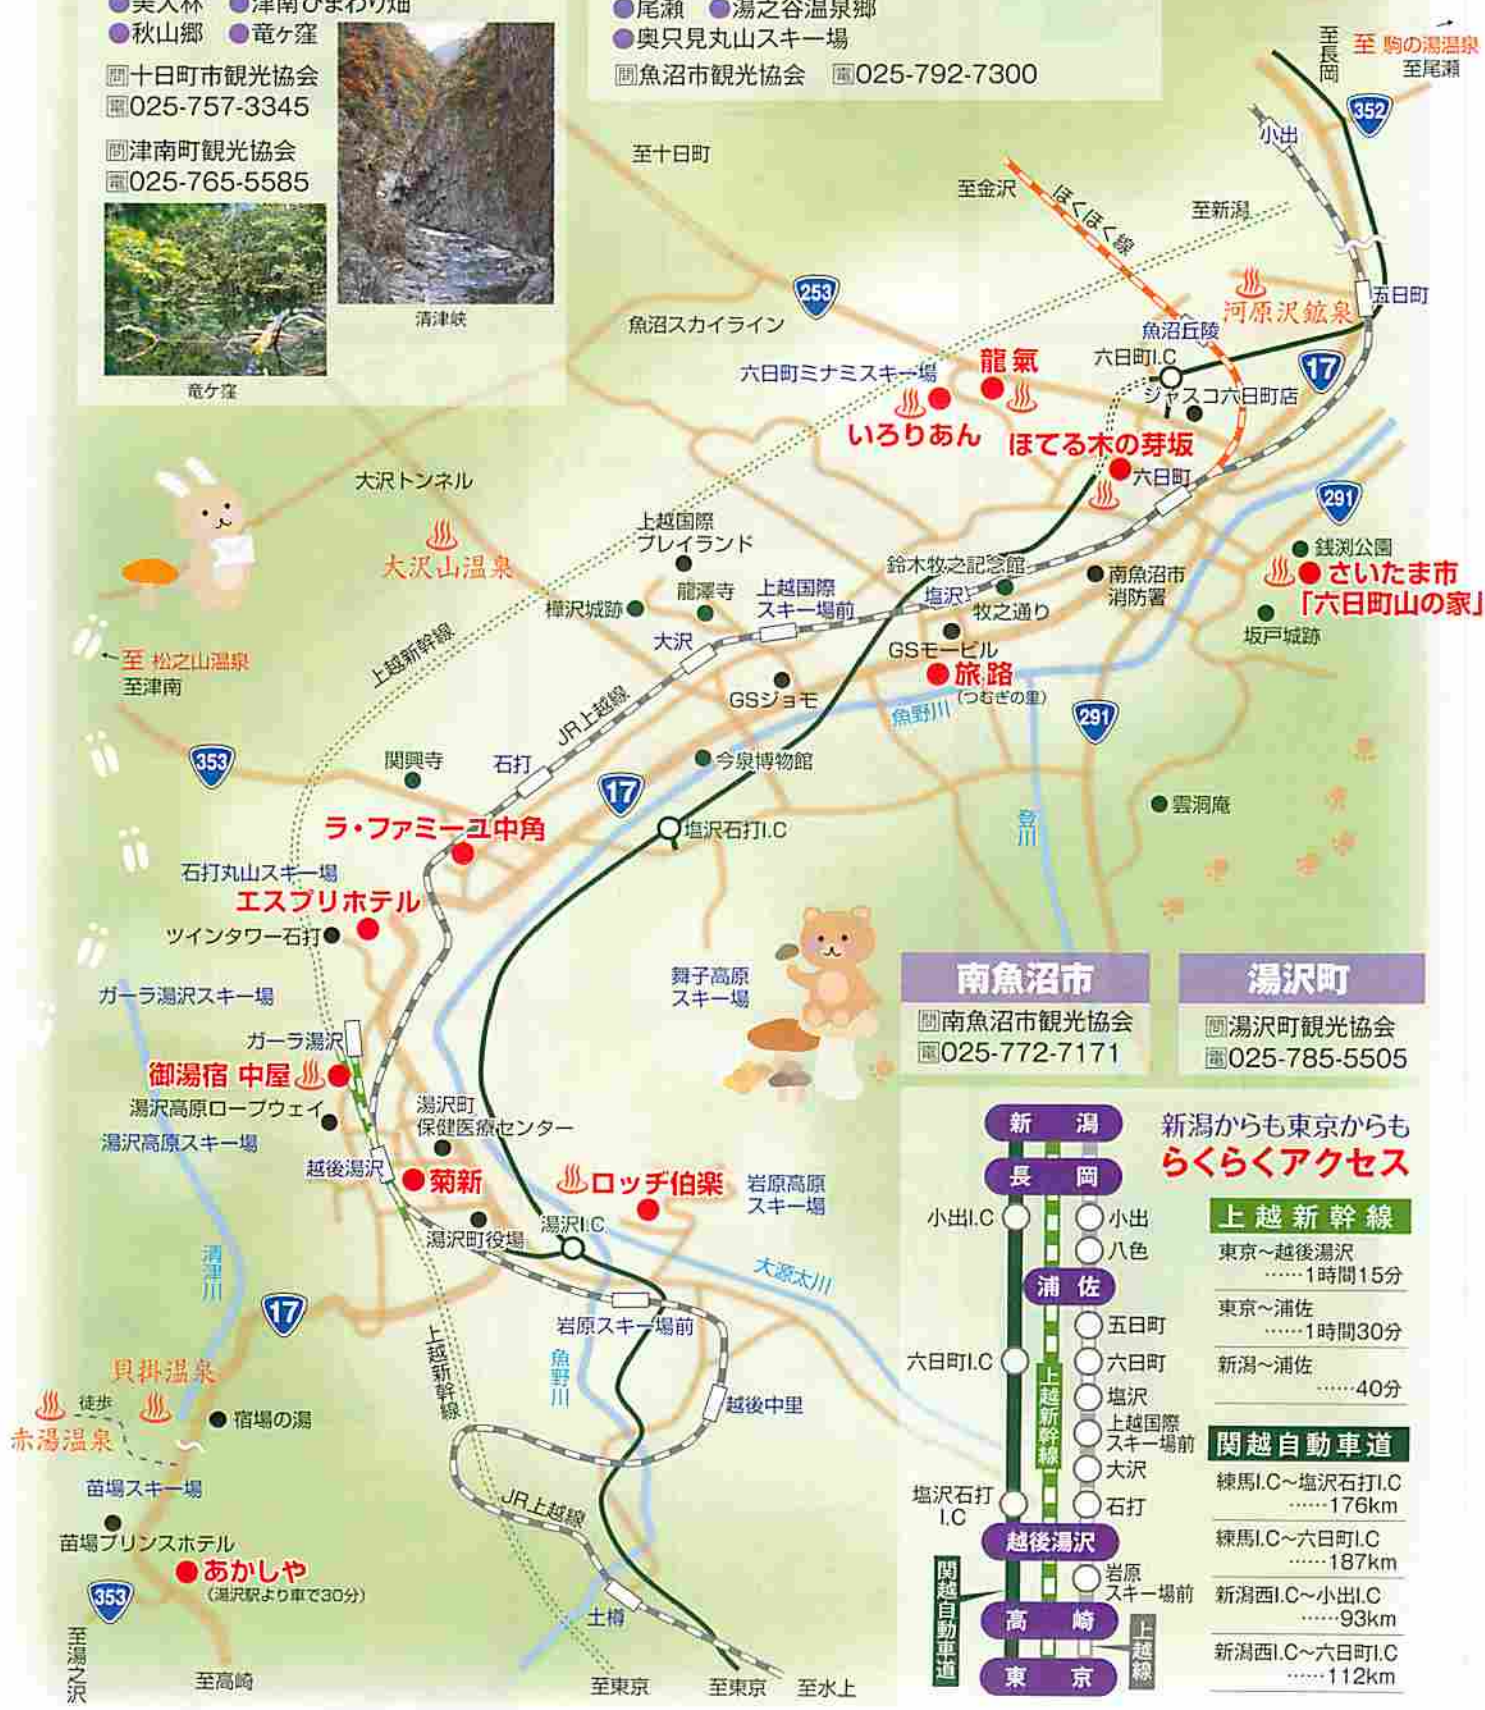 ●美人林 ●津南ひまわり畑
●秋山郷 ●竜ヶ窪
問十日町市観光協会
電025-757-3345
問津南町観光協会
電025-765-5585
清津峡
竜ケ窪
●尾瀬 ●湯之谷温泉郷
●奥只見丸山スキー場
問魚沼市観光協会 電025-792-7300
至長岡
至 駒の湯温泉
至尾瀬
352
小出
至十日町
至金沢
ほくほく線
至新潟
253
魚沼スカイライン
河原沢鉱泉
五日町
魚沼丘陵
六日町I.C
17
六日町ミナミスキー場
龍氣
ジャスコ六日町店
いろりあん
ほてる木の芽坂
六日町
大沢トンネル
大沢山温泉
上越国際
プレイランド
291
銭渕公園
さいたま市
「六日町山の家」
坂戸城跡
鈴木牧之記念館
南魚沼市
消防署
龍澤寺
上越国際
スキー場前
塩沢
牧之通り
樺沢城跡
大沢
GSモービル
旅路
(つむぎの里)
上越新幹線
至 松之山温泉
至津南
GSジョモ
魚野川
291
JR上越線
353
関興寺
石打
今泉博物館
17
雲洞庵
登川
塩沢石打I.C
ラ・ファミーユ中角
石打丸山スキー場
エスプリホテル
ツインタワー石打
舞子高原
スキー場
ガーラ湯沢スキー場
ガーラ湯沢
御湯宿 中屋
湯沢高原ロープウェイ
湯沢高原スキー場
湯沢町
保健医療センター
越後湯沢
菊新
ロッヂ伯楽
岩原高原
スキー場
湯沢町役場
湯沢I.C
清津川
大源太川
17
岩原スキー場前
上越新幹線
魚野川
貝掛温泉
徒歩
宿場の湯
赤湯温泉
越後中里
苗場スキー場
JR上越線
苗場プリンスホテル
あかしや
(湯沢駅より車で30分)
353
土樽
至湯之沢
至高崎
至東京
至東京
至水上
南魚沼市
問南魚沼市観光協会
電025-772-7171
湯沢町
問湯沢町観光協会
電025-785-5505
新潟
長岡
小出I.C
小出
八色
浦佐
五日町
六日町I.C
六日町
塩沢
上越新幹線
上越国際
スキー場前
大沢
塩沢石打
I.C
石打
越後湯沢
関越自動車道
岩原
スキー場前
高崎
上越線
東京
新潟からも東京からも
らくらくアクセス
上越新幹線
東京〜越後湯沢
……1時間15分
東京〜浦佐
……1時間30分
新潟〜浦佐
……40分
関越自動車道
練馬I.C〜塩沢石打I.C
……176km
練馬I.C〜六日町I.C
……187km
新潟西I.C〜小出I.C
……93km
新潟西I.C〜六日町I.C
……112km